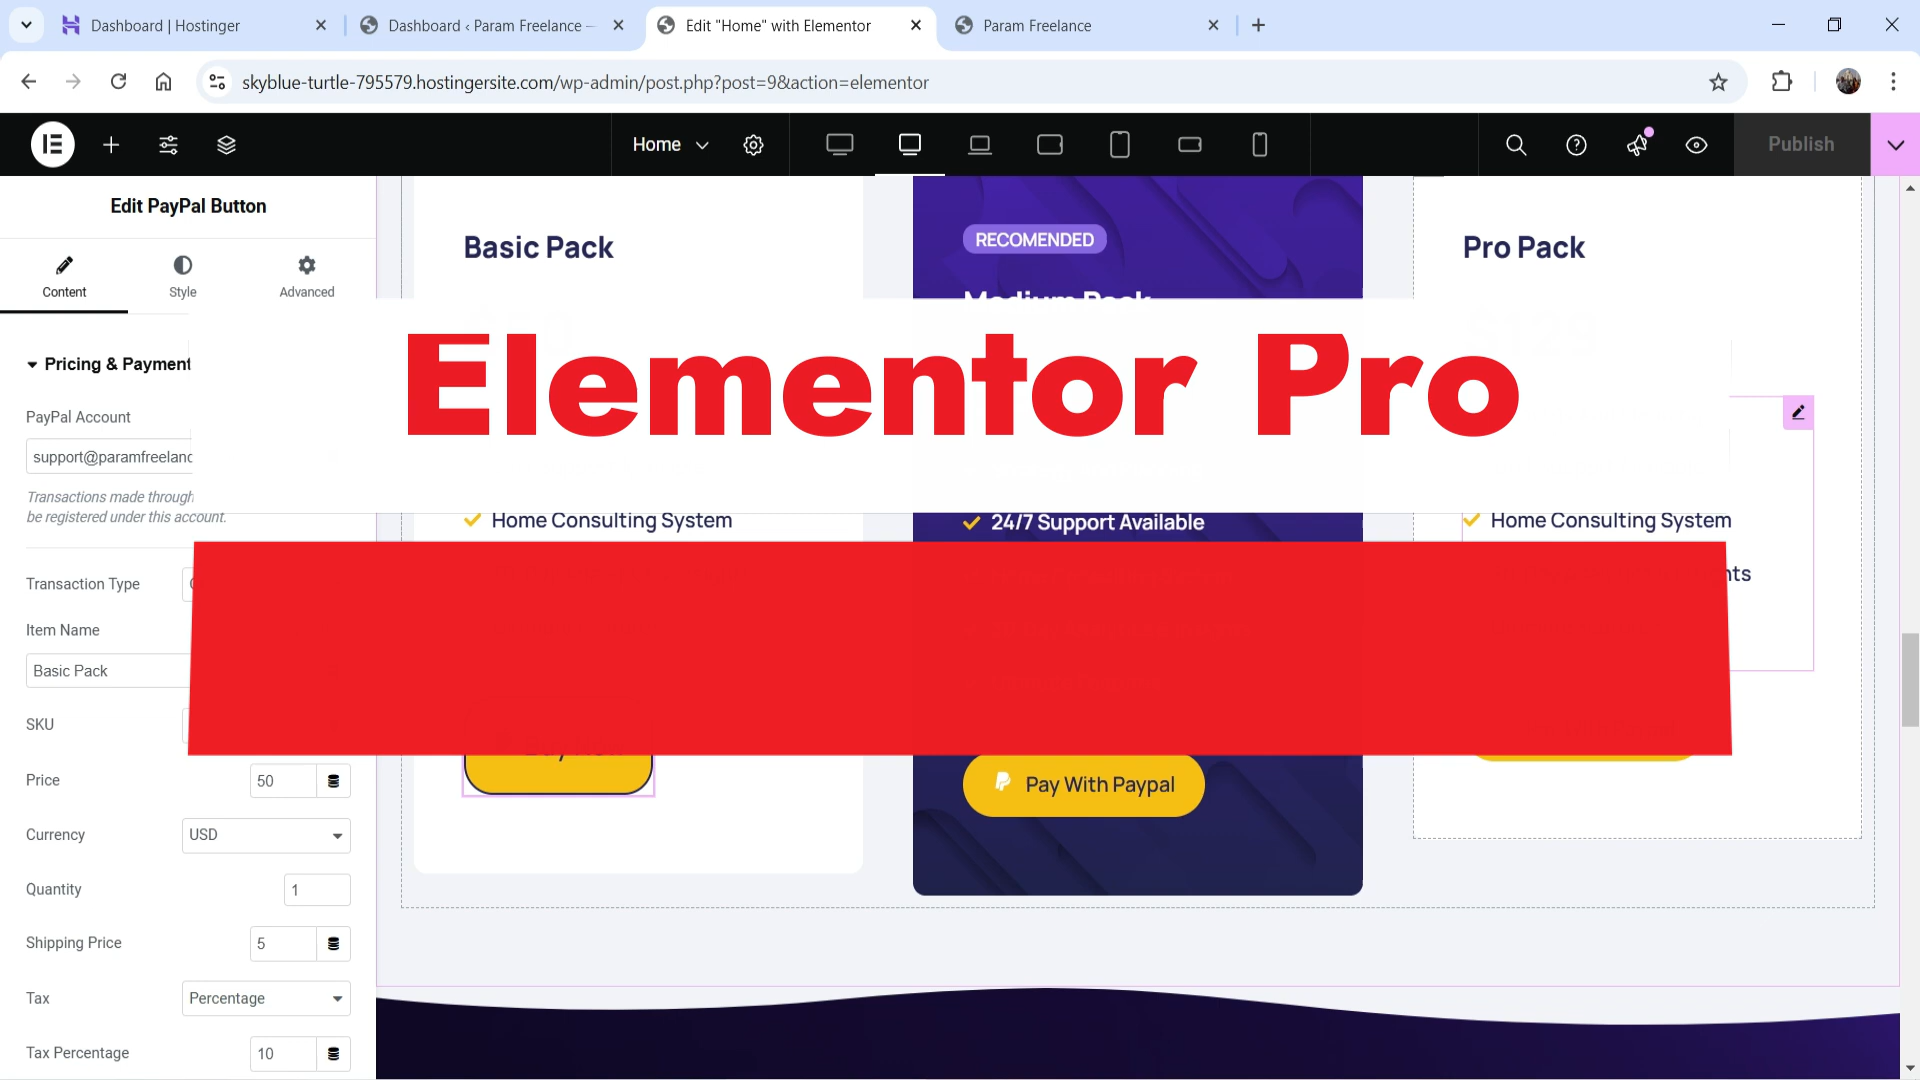 Dashboard | Hostinger
Dashboard ‹ Param Freelance —
Edit "Home" with Elementor
Param Freelance
skyblue-turtle-795579.hostingersite.com/wp-admin/post.php?post=9&action=elementor
Home
Publish
Edit PayPal Button
Content
Style
Advanced
Pricing & Payment
PayPal Account
support@paramfreelanc
Transactions made through
be registered under this account.
Transaction Type
Item Name
Basic Pack
SKU
Price
50
Currency
USD
Quantity
1
Shipping Price
5
Tax
Percentage
Tax Percentage
10
Basic Pack
RECOMENDED
Medium Pack
Pro Pack
Elementor Pro
Home Consulting System
24/7 Support Available
Home Consulting System
nts
Pay With Paypal